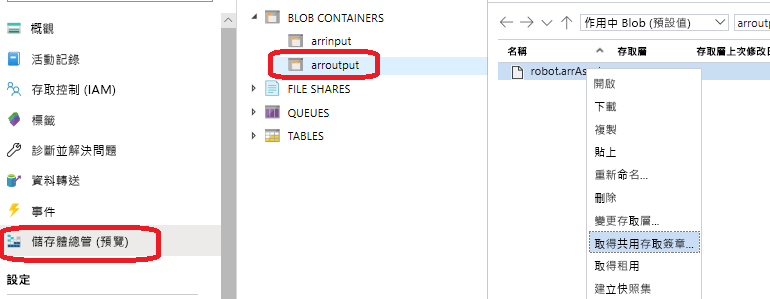 概觀
活動記錄
存取控制 (IAM)
標籤
診斷並解決問題
資料轉送
事件
儲存體總管 (預覽)
設定
BLOB CONTAINERS
arrinput
arroutput
FILE SHARES
QUEUES
TABLES
作用中 Blob (預設值)
arroutp
名稱
存取層
存取層上次修改日
robot.arrAsset
開啟
下載
複製
貼上
重新命名...
刪除
變更存取層...
取得共用存取簽章...
取得租用
建立快照集